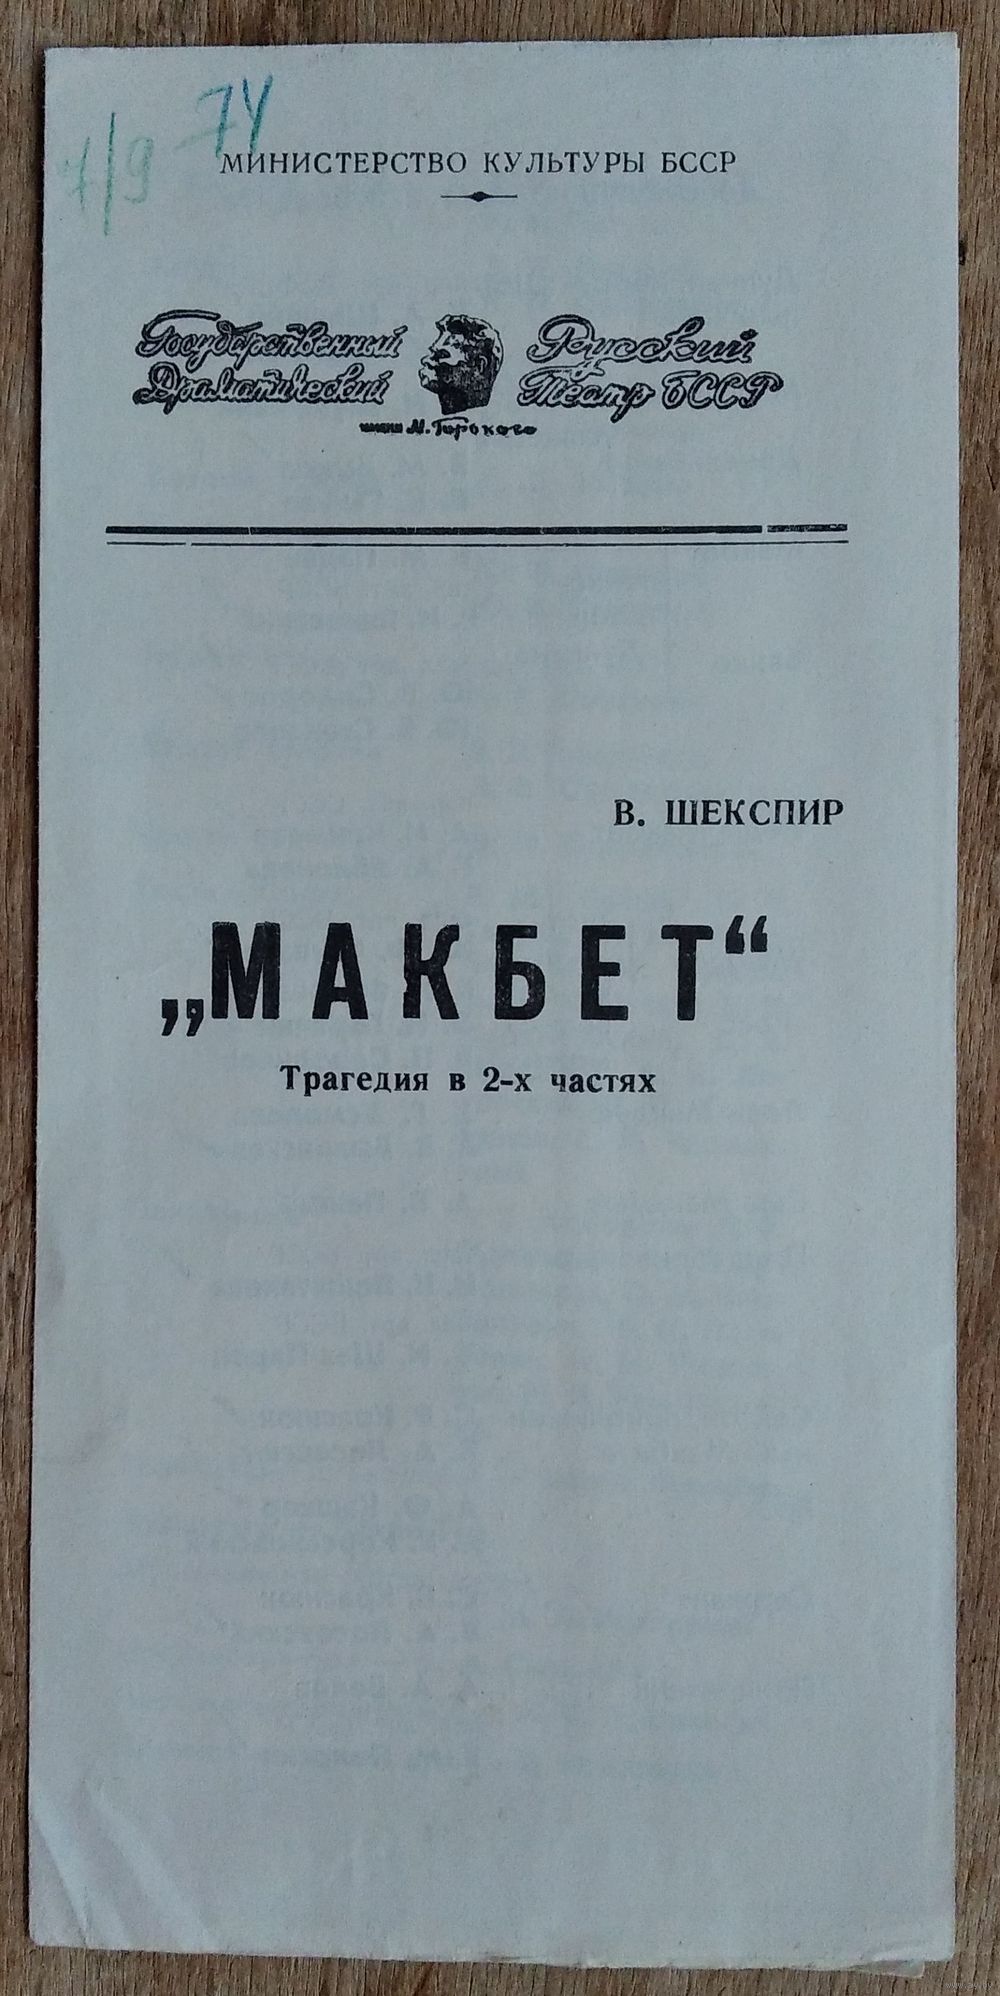 74
7/9
МИНИСТЕРСТВО КУЛЬТУРЫ БССР
Государственный Русский
Драматический Театр БССР
имени М. Горького
В. ШЕКСПИР
„МАКБЕТ“
Трагедия в 2-х частях